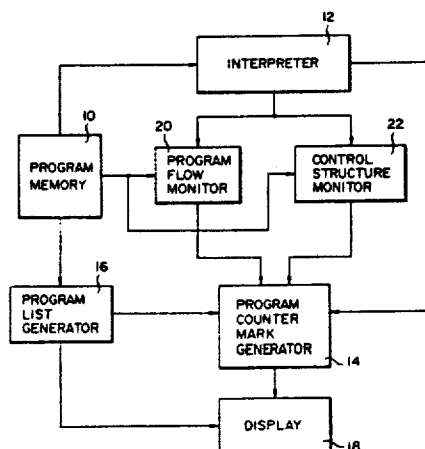 12
INTERPRETER
10
PROGRAM
MEMORY
20
PROGRAM
FLOW
MONITOR
22
CONTROL
STRUCTURE
MONITOR
16
PROGRAM
LIST
GENERATOR
PROGRAM
COUNTER
MARK
GENERATOR
14
DISPLAY
18